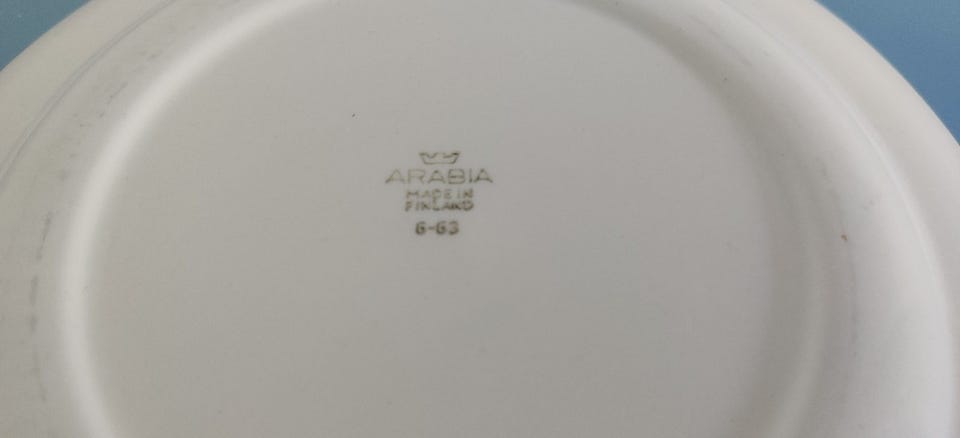 ARABIA
MADE IN
FINLAND
6-63